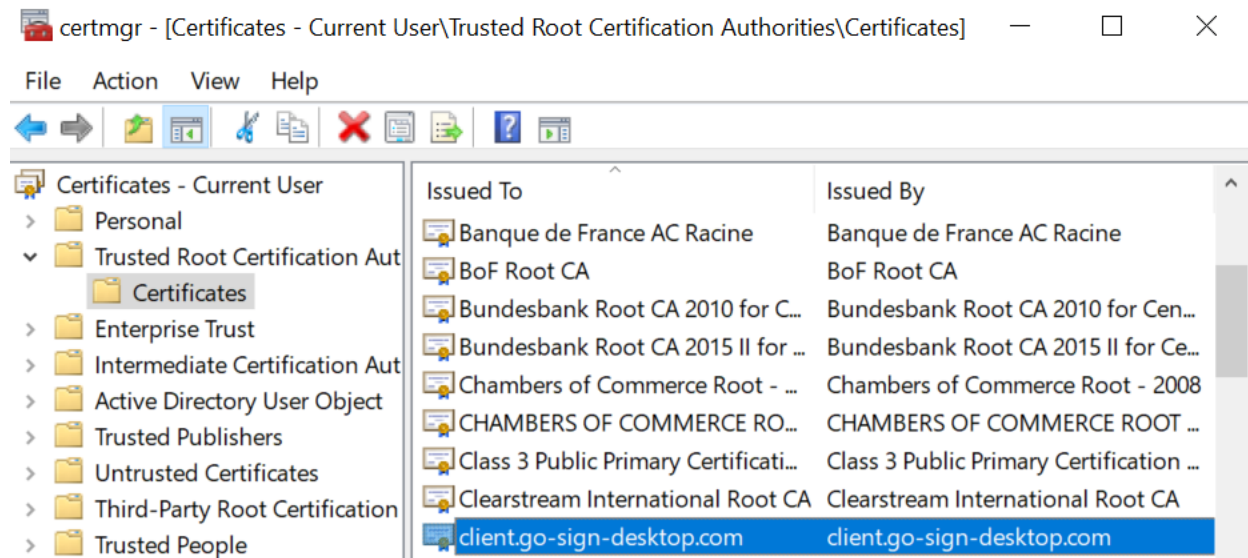 certmgr - [Certificates - Current User\Trusted Root Certification Authorities\Certificates]
File Action View Help
Certificates - Current User
Personal
Trusted Root Certification Aut
Certificates
Enterprise Trust
Intermediate Certification Aut
Active Directory User Object
Trusted Publishers
Untrusted Certificates
Third-Party Root Certification
Trusted People
Issued To Issued By
Banque de France AC Racine Banque de France AC Racine
BoF Root CA BoF Root CA
Bundesbank Root CA 2010 for C... Bundesbank Root CA 2010 for Cen...
Bundesbank Root CA 2015 II for ... Bundesbank Root CA 2015 II for Ce...
Chambers of Commerce Root - ... Chambers of Commerce Root - 2008
CHAMBERS OF COMMERCE RO... CHAMBERS OF COMMERCE ROOT ...
Class 3 Public Primary Certificati... Class 3 Public Primary Certification ...
Clearstream International Root CA Clearstream International Root CA
client.go-sign-desktop.com client.go-sign-desktop.com